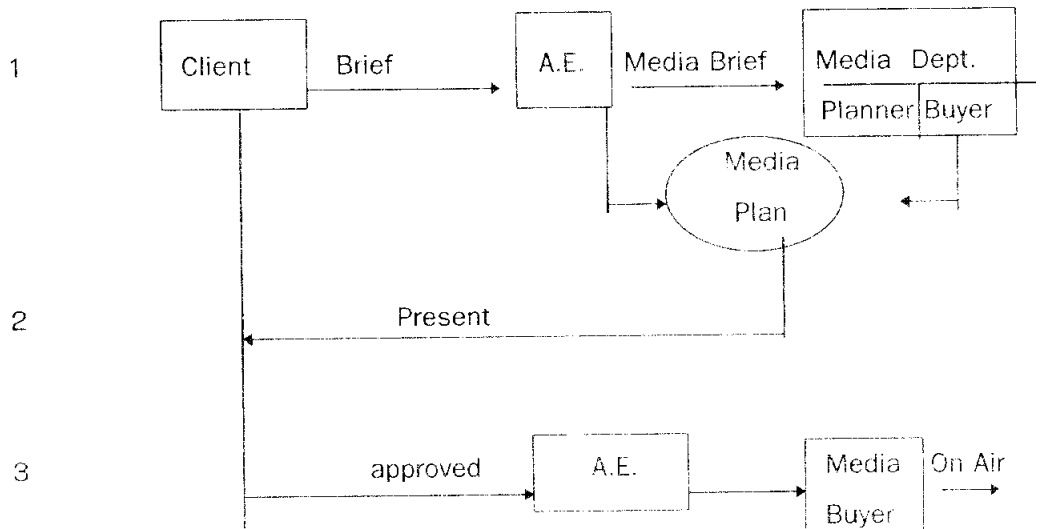 1
Client
Brief
A.E.
Media Brief
Media Dept.
Planner Buyer
Media
Plan
2
Present
3
approved
A.E.
Media
Buyer
On Air